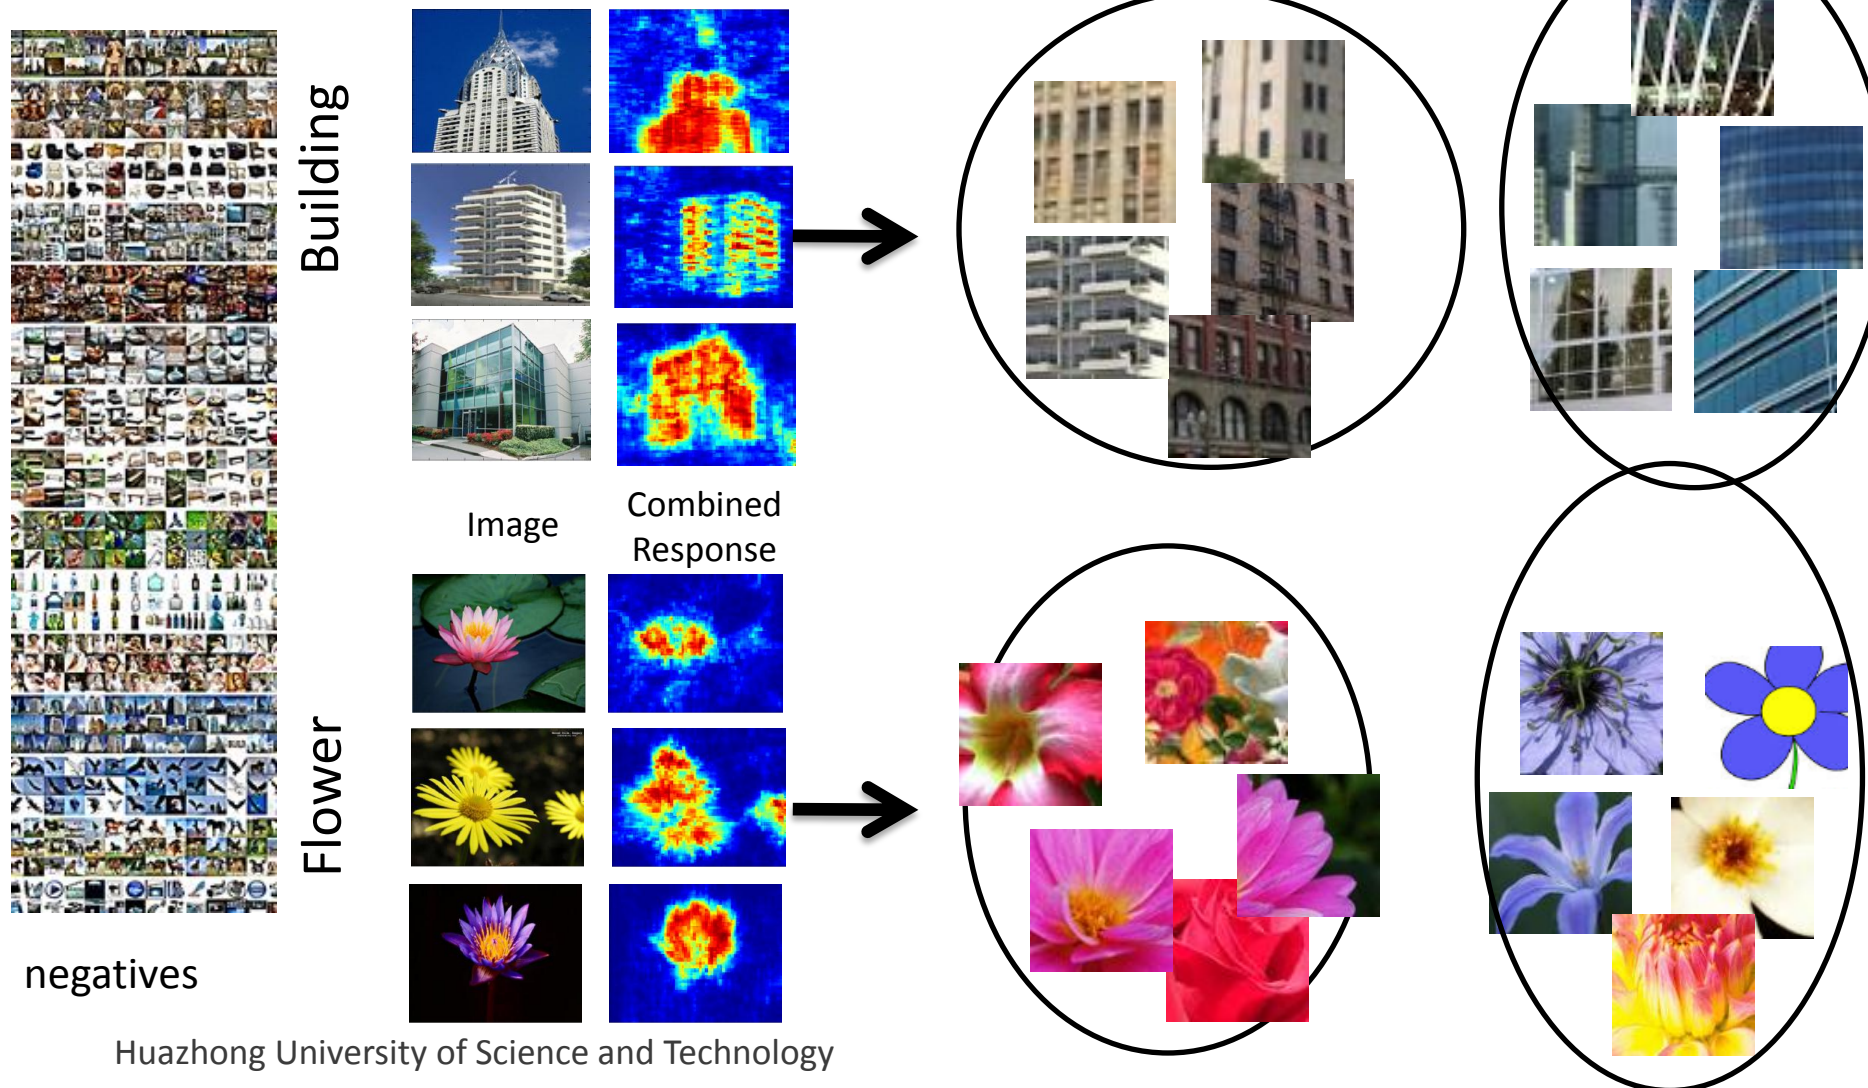 Building
Image
Combined
Response
Flower
negatives
Huazhong University of Science and Technology